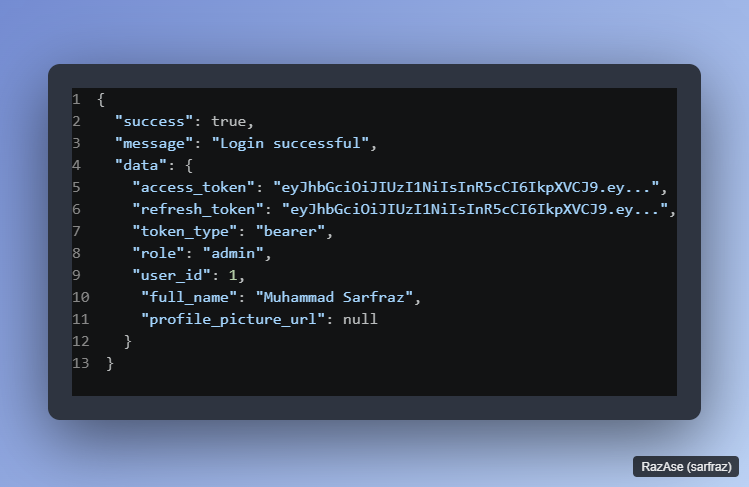 1 {
2   "success": true,
3   "message": "Login successful",
4   "data": {
5     "access_token": "eyJhbGciOiJIUzI1NiIsInR5cCI6IkpXVCJ9.ey...",
6     "refresh_token": "eyJhbGciOiJIUzI1NiIsInR5cCI6IkpXVCJ9.ey...",
7     "token_type": "bearer",
8     "role": "admin",
9     "user_id": 1,
10     "full_name": "Muhammad Sarfraz",
11     "profile_picture_url": null
12   }
13 }
RazAse (sarfraz)